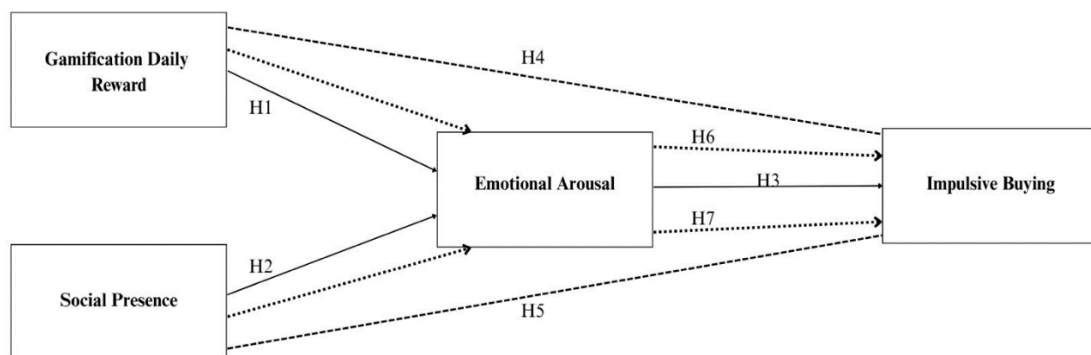 Gamification Daily
Reward
H1
H4
Emotional Arousal
H6
H3
H7
Impulsive Buying
Social Presence
H2
H5